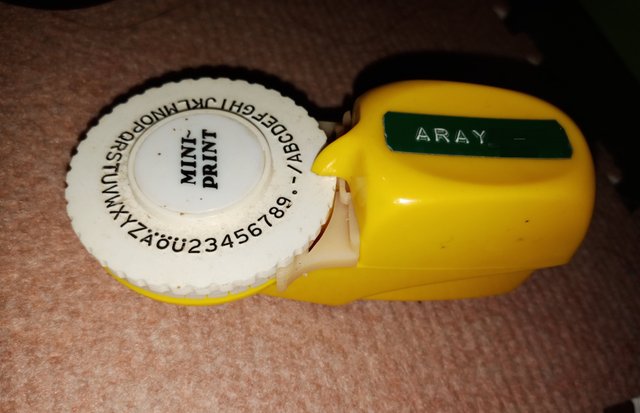 MINI-
PRINT
ABCDEFGHIJKLMNOPQRSTUVWXYZÄÖÜ23456789.-/
ARAY